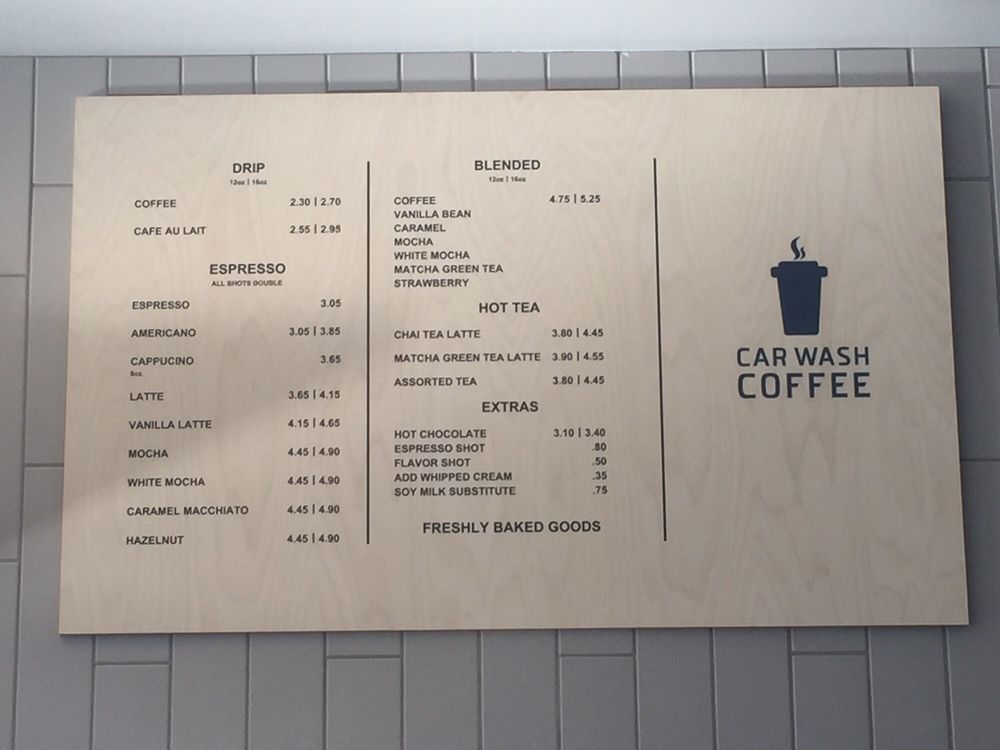 DRIP
12oz | 16oz
COFFEE 2.30 | 2.70
CAFE AU LAIT 2.55 | 2.95
ESPRESSO
ALL SHOTS DOUBLE
ESPRESSO 3.05
AMERICANO 3.05 | 3.85
CAPPUCINO 3.65
8oz.
LATTE 3.65 | 4.15
VANILLA LATTE 4.15 | 4.65
MOCHA 4.45 | 4.90
WHITE MOCHA 4.45 | 4.90
CARAMEL MACCHIATO 4.45 | 4.90
HAZELNUT 4.45 | 4.90
BLENDED
12oz | 16oz
COFFEE 4.75 | 5.25
VANILLA BEAN
CARAMEL
MOCHA
WHITE MOCHA
MATCHA GREEN TEA
STRAWBERRY
HOT TEA
CHAI TEA LATTE 3.80 | 4.45
MATCHA GREEN TEA LATTE 3.90 | 4.55
ASSORTED TEA 3.80 | 4.45
EXTRAS
HOT CHOCOLATE 3.10 | 3.40
ESPRESSO SHOT .80
FLAVOR SHOT .50
ADD WHIPPED CREAM .35
SOY MILK SUBSTITUTE .75
FRESHLY BAKED GOODS
CAR WASH
COFFEE